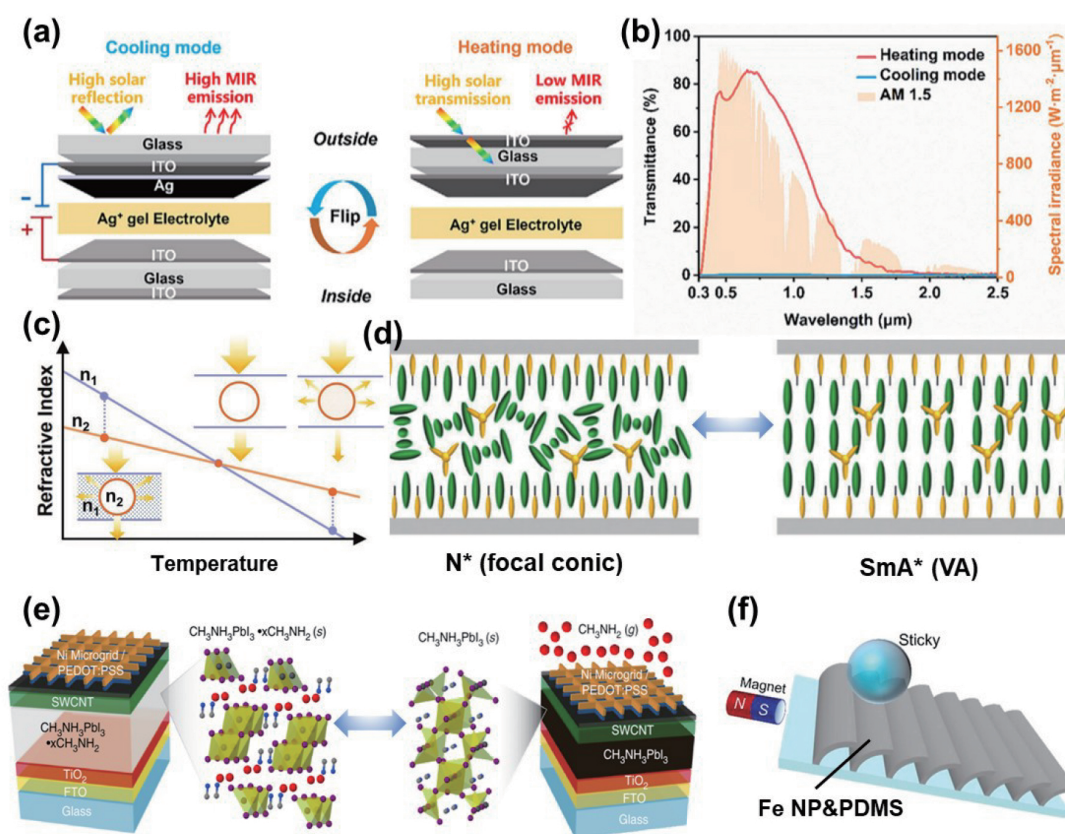 (a)
Cooling mode
High solar
reflection
High MIR
emission
Glass
ITO
Ag
-
+
Ag⁺ gel Electrolyte
ITO
Glass
ITO
Outside
Flip
Inside
Heating mode
High solar
transmission
Low MIR
emission
ITO
Glass
ITO
Ag⁺ gel Electrolyte
ITO
Glass
(b)
Transmittance (%)
100
80
60
40
20
0
Heating mode
Cooling mode
AM 1.5
1600
1200
800
400
0
Spectral irradiance (W·m⁻²·µm⁻¹)
0.3 0.5 1.0 1.5 2.0 2.5
Wavelength (µm)
(c)
Refractive Index
n₁
n₂
n₁
n₂
Temperature
(d)
N* (focal conic)
SmA* (VA)
(e)
Ni Microgrid /
PEDOT:PSS
SWCNT
CH₃NH₃PbI₃
•xCH₃NH₂
TiO₂
FTO
Glass
CH₃NH₃PbI₃ •xCH₃NH₂ (s)
CH₃NH₃PbI₃ (s)
CH₃NH₂ (g)
Ni Microgrid /
PEDOT:PSS
SWCNT
CH₃NH₃PbI₃
TiO₂
FTO
Glass
(f)
Sticky
Magnet
N S
Fe NP&PDMS